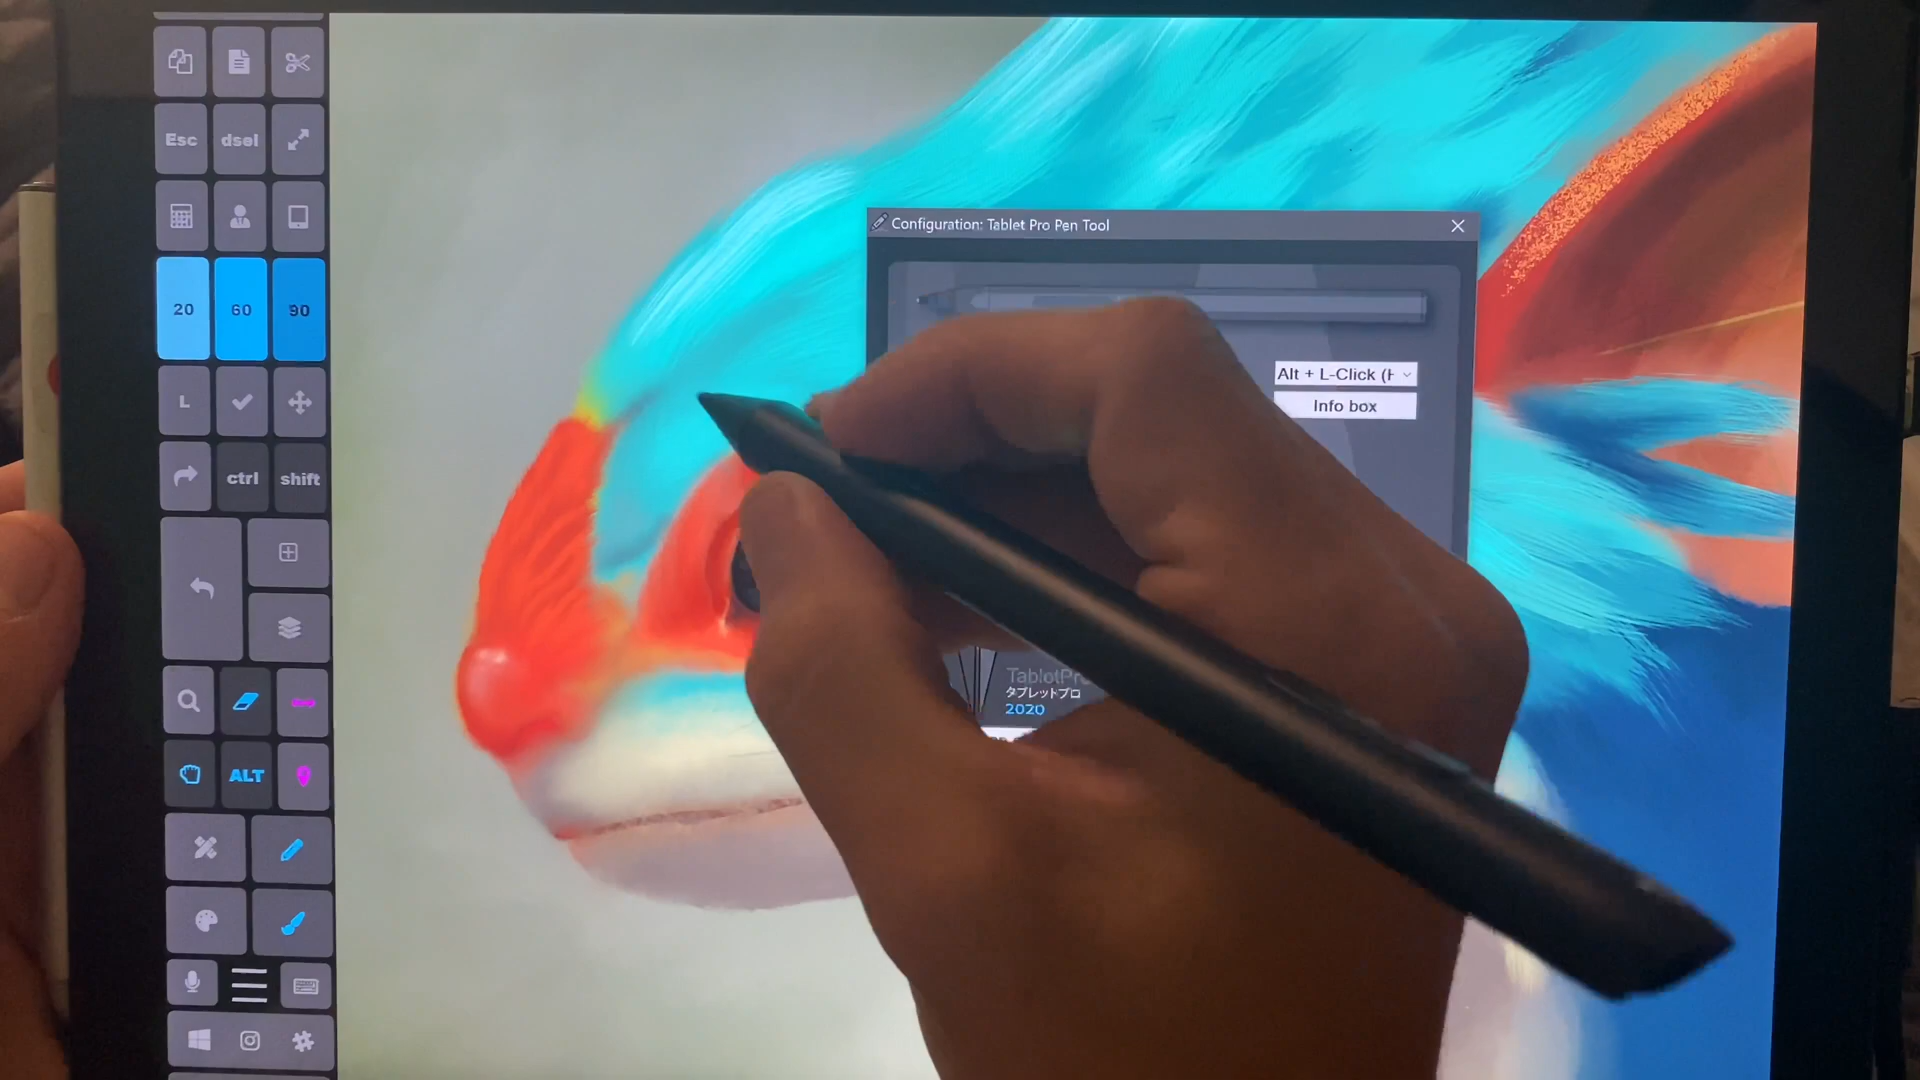 Esc
dsel
20
60
90
L
ctrl
shift
ALT
Configuration: Tablet Pro Pen Tool
Alt + L-Click (H
Info box
TabletPro
タブレットプロ
2020